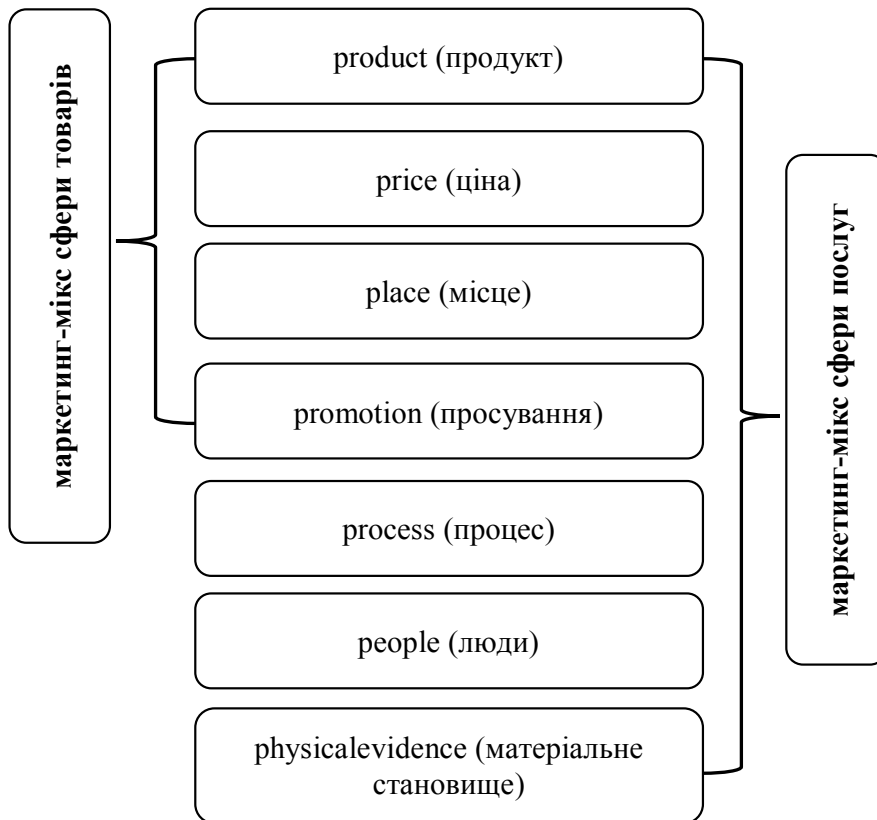 маркетинг-мікс сфери товарів
product (продукт)
price (ціна)
place (місце)
promotion (просування)
process (процес)
people (люди)
physicalevidence (матеріальне
становище)
маркетинг-мікс сфери послуг